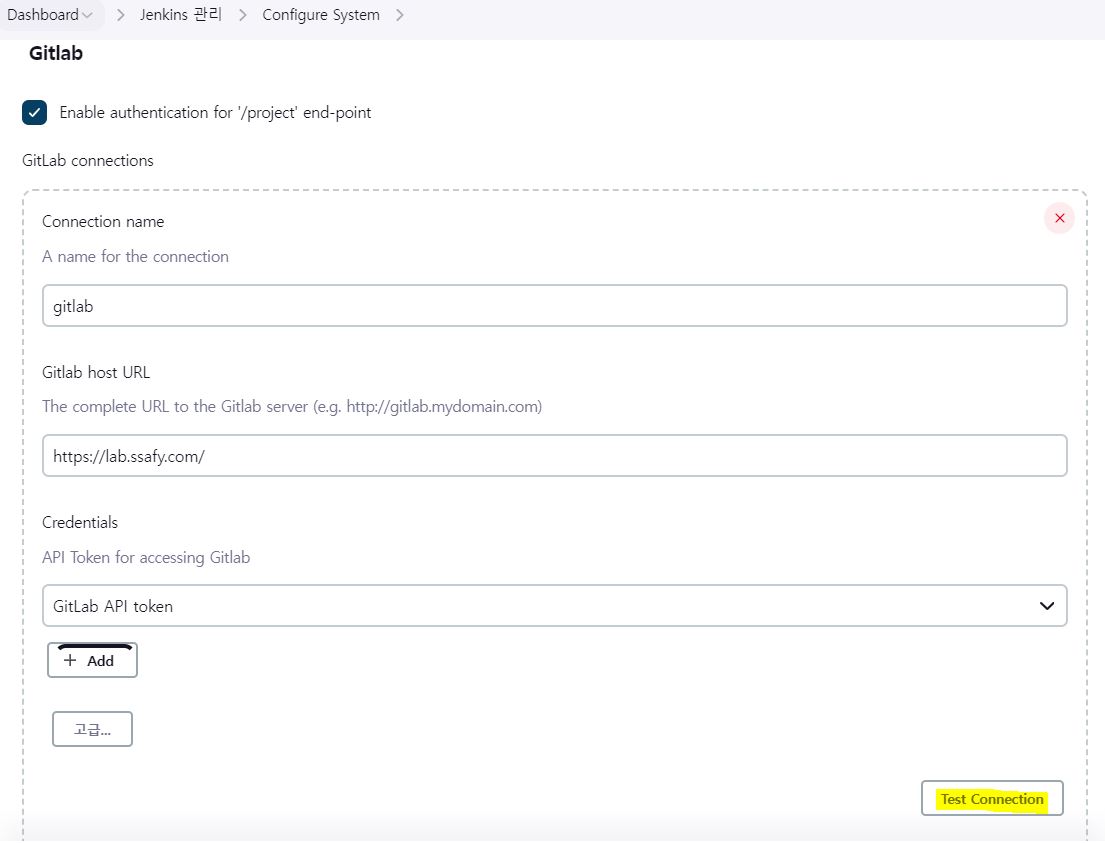 Dashboard > Jenkins 관리 > Configure System >
Gitlab
Enable authentication for '/project' end-point
GitLab connections
Connection name
A name for the connection
gitlab
Gitlab host URL
The complete URL to the Gitlab server (e.g. http://gitlab.mydomain.com)
https://lab.ssafy.com/
Credentials
API Token for accessing Gitlab
GitLab API token
+ Add
고급...
Test Connection